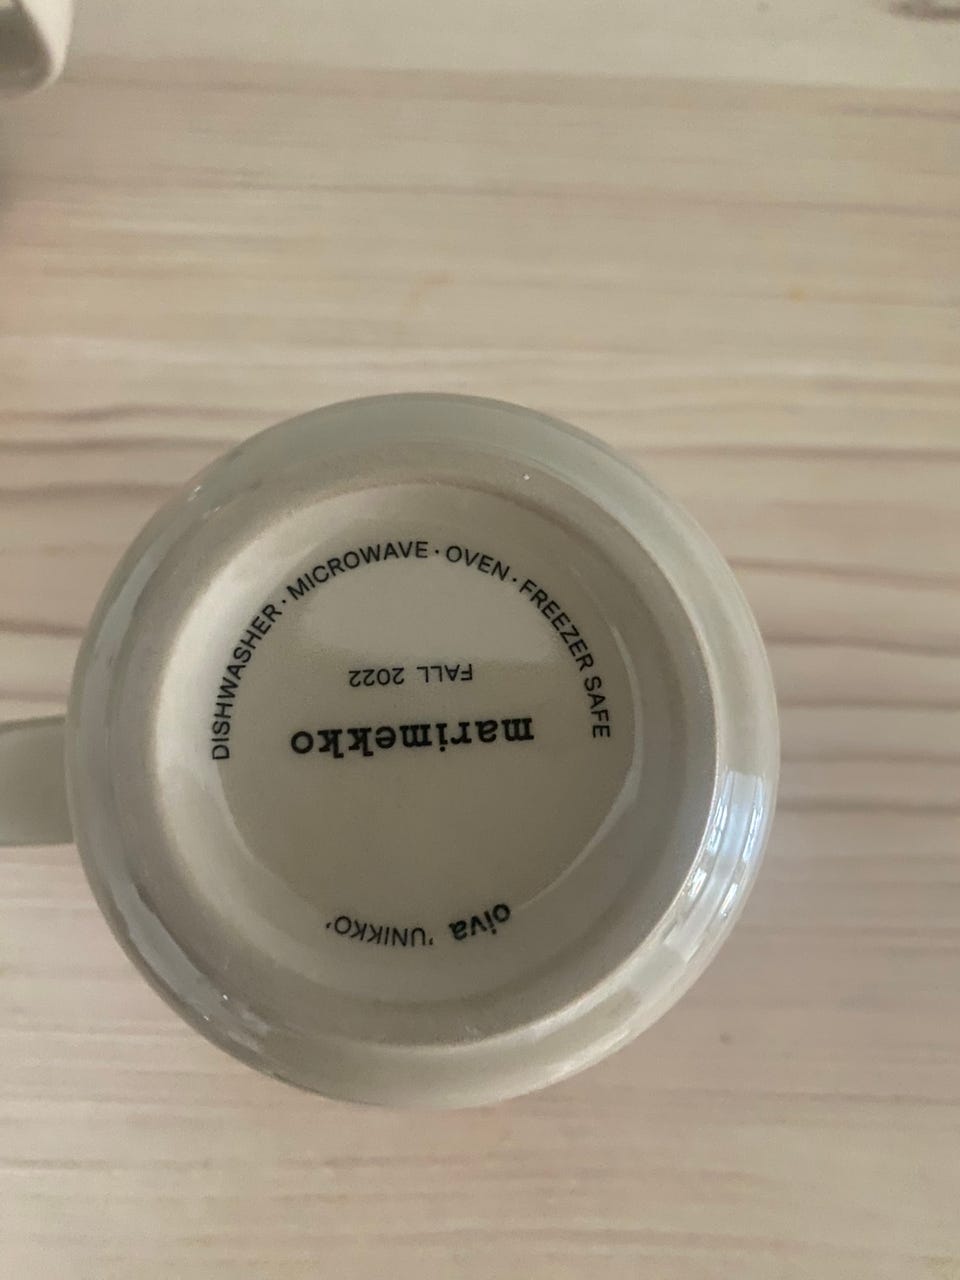 oiva 'UNIKKO'
marimekko
FALL 2022
DISHWASHER · MICROWAVE · OVEN · FREEZER SAFE